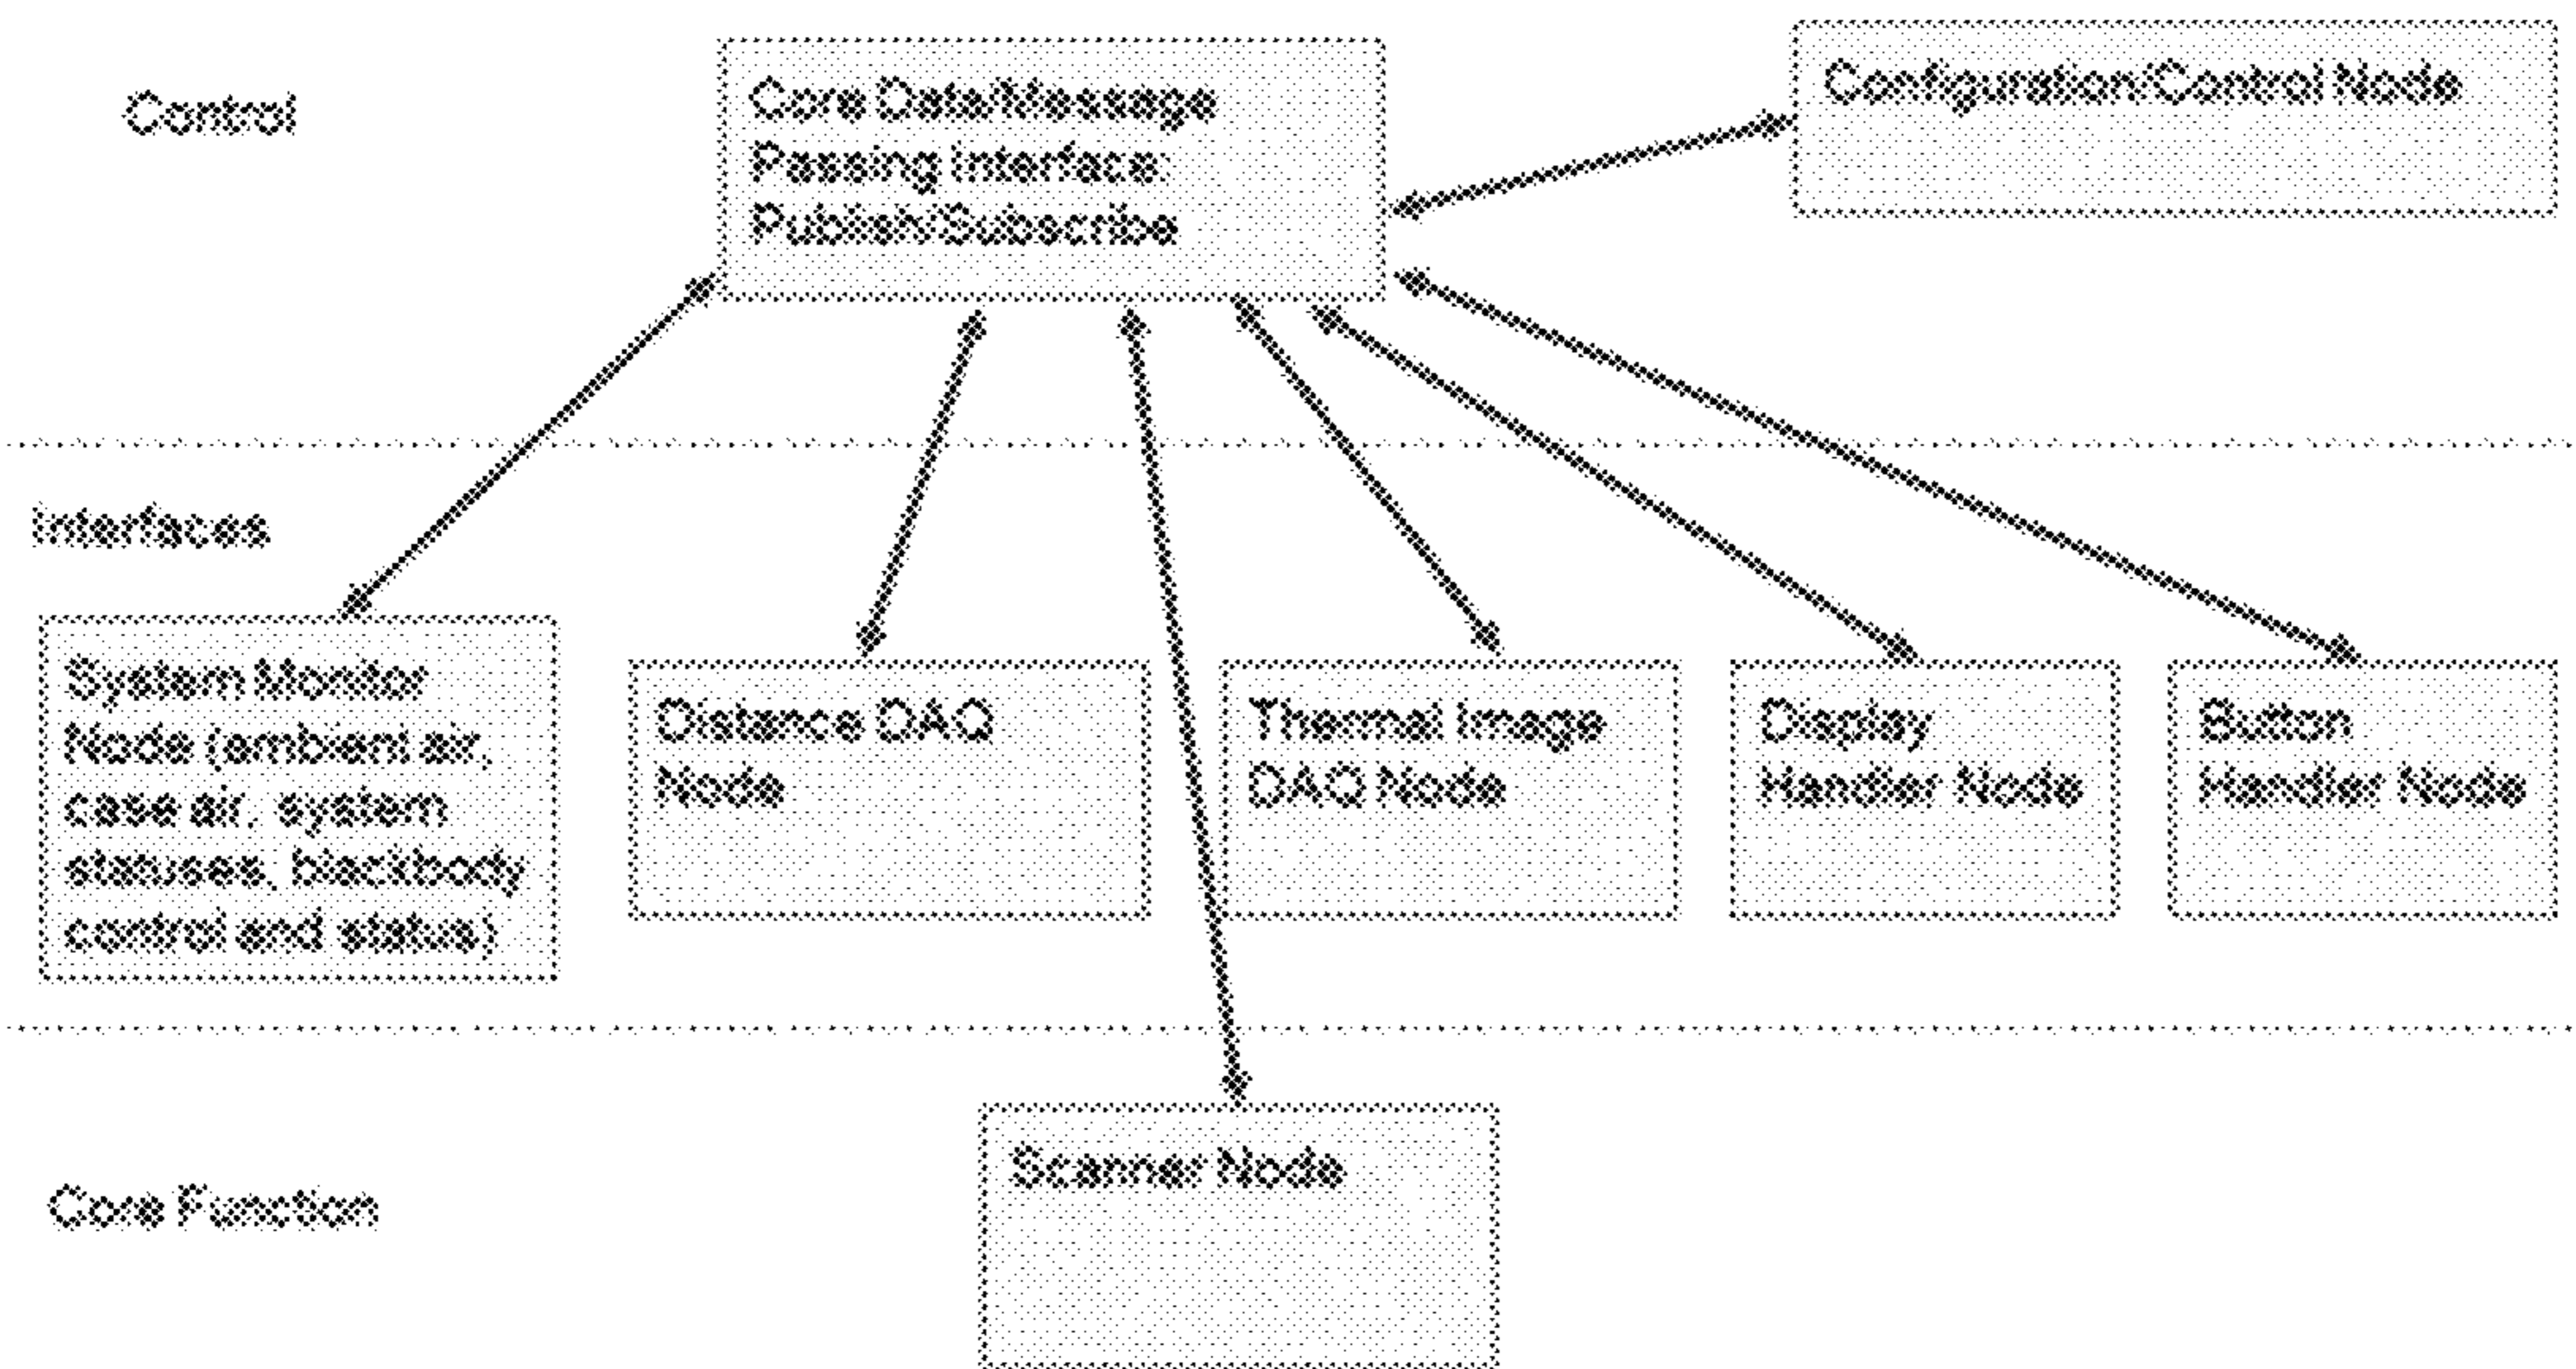 Control
Core Data/Message
Passing Interface:
Publish/Subscribe
Configuration/Control Node
Interfaces
System Monitor
Node (ambient air,
case air, system
statuses, blackbody
control and status)
Distance DAQ
Node
Thermal Image
DAQ Node
Display
Handler Node
Button
Handler Node
Core Function
Scanner Node